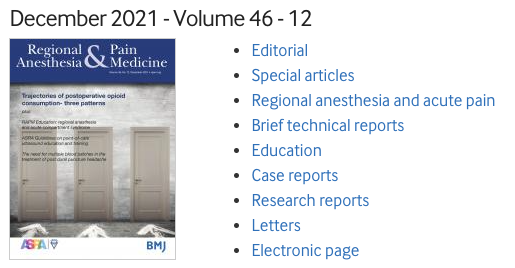 December 2021 - Volume 46 - 12
Regional & Pain
Anesthesia Medicine
Trajectories of postoperative opioid
consumption- three patterns
RAPM Education: regional anesthesia
and acute compartment syndrome
ASRA Guidelines on point-of-care
ultrasound education and training
The need for multiple blood patches in the
treatment of post dural puncture headache
ASRA
BMJ
Editorial
Special articles
Regional anesthesia and acute pain
Brief technical reports
Education
Case reports
Research reports
Letters
Electronic page